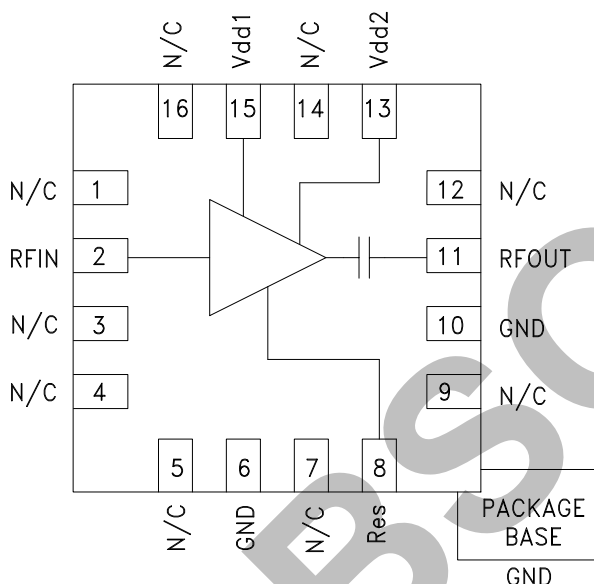 N/C
Vdd1
N/C
Vdd2
16
15
14
13
N/C
1
12
N/C
RFIN
2
11
RFOUT
N/C
3
10
GND
N/C
4
9
N/C
5
6
7
8
N/C
GND
N/C
Res
PACKAGE
BASE
GND
BSO